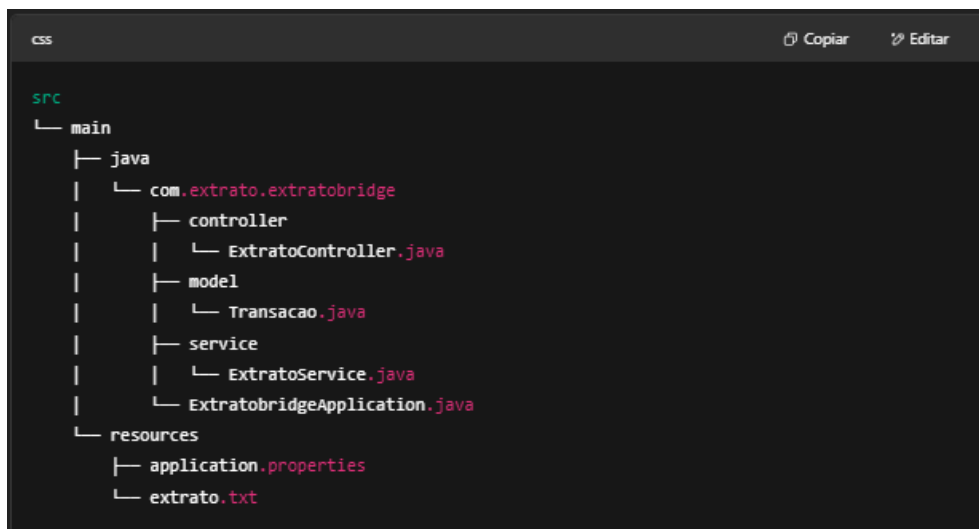 css Copiar Editar
src
└── main
    ├── java
    │   └── com.extrato.extratobridge
    │       ├── controller
    │       │   └── ExtratoController.java
    │       ├── model
    │       │   └── Transacao.java
    │       ├── service
    │       │   └── ExtratoService.java
    │       └── ExtratobridgeApplication.java
    └── resources
        ├── application.properties
        └── extrato.txt